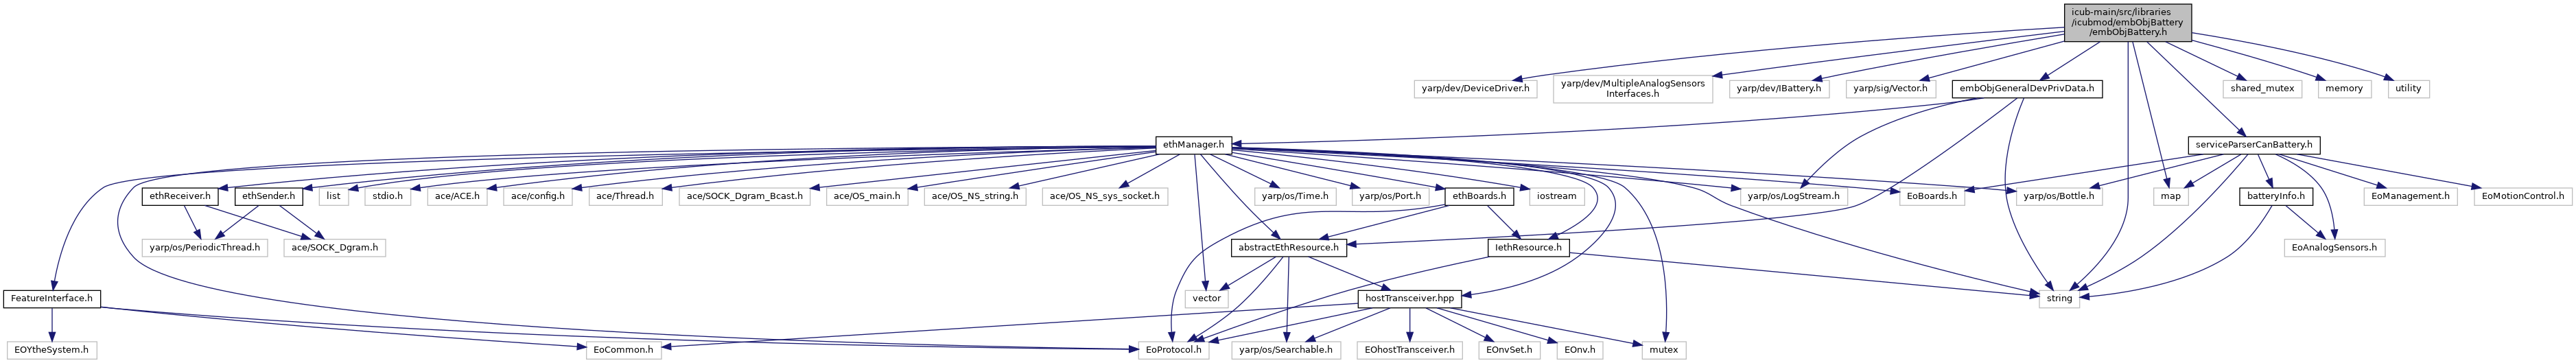 icub-main/src/libraries
/icubmod/embObjBattery
/embObjBattery.h
yarp/dev/DeviceDriver.h
yarp/dev/MultipleAnalogSensors
Interfaces.h
yarp/dev/IBattery.h
yarp/sig/Vector.h
embObjGeneralDevPrivData.h
shared_mutex
memory
utility
ethManager.h
serviceParserCanBattery.h
ethReceiver.h
ethSender.h
list
stdio.h
ace/ACE.h
ace/config.h
ace/Thread.h
ace/SOCK_Dgram_Bcast.h
ace/OS_main.h
ace/OS_NS_string.h
ace/OS_NS_sys_socket.h
yarp/os/Time.h
yarp/os/Port.h
ethBoards.h
iostream
yarp/os/LogStream.h
EoBoards.h
yarp/os/Bottle.h
map
batteryInfo.h
EoManagement.h
EoMotionControl.h
yarp/os/PeriodicThread.h
ace/SOCK_Dgram.h
abstractEthResource.h
IethResource.h
EoAnalogSensors.h
FeatureInterface.h
vector
hostTransceiver.hpp
string
EOYtheSystem.h
EoCommon.h
EoProtocol.h
yarp/os/Searchable.h
EOhostTransceiver.h
EOnvSet.h
EOnv.h
mutex